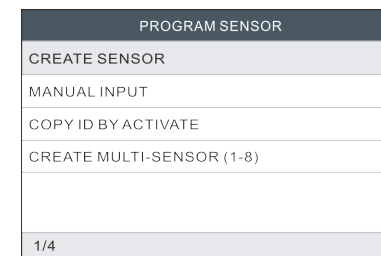 PROGRAM SENSOR
CREATE SENSOR
MANUAL INPUT
COPY ID BY ACTIVATE
CREATE MULTI-SENSOR (1-8)
1/4